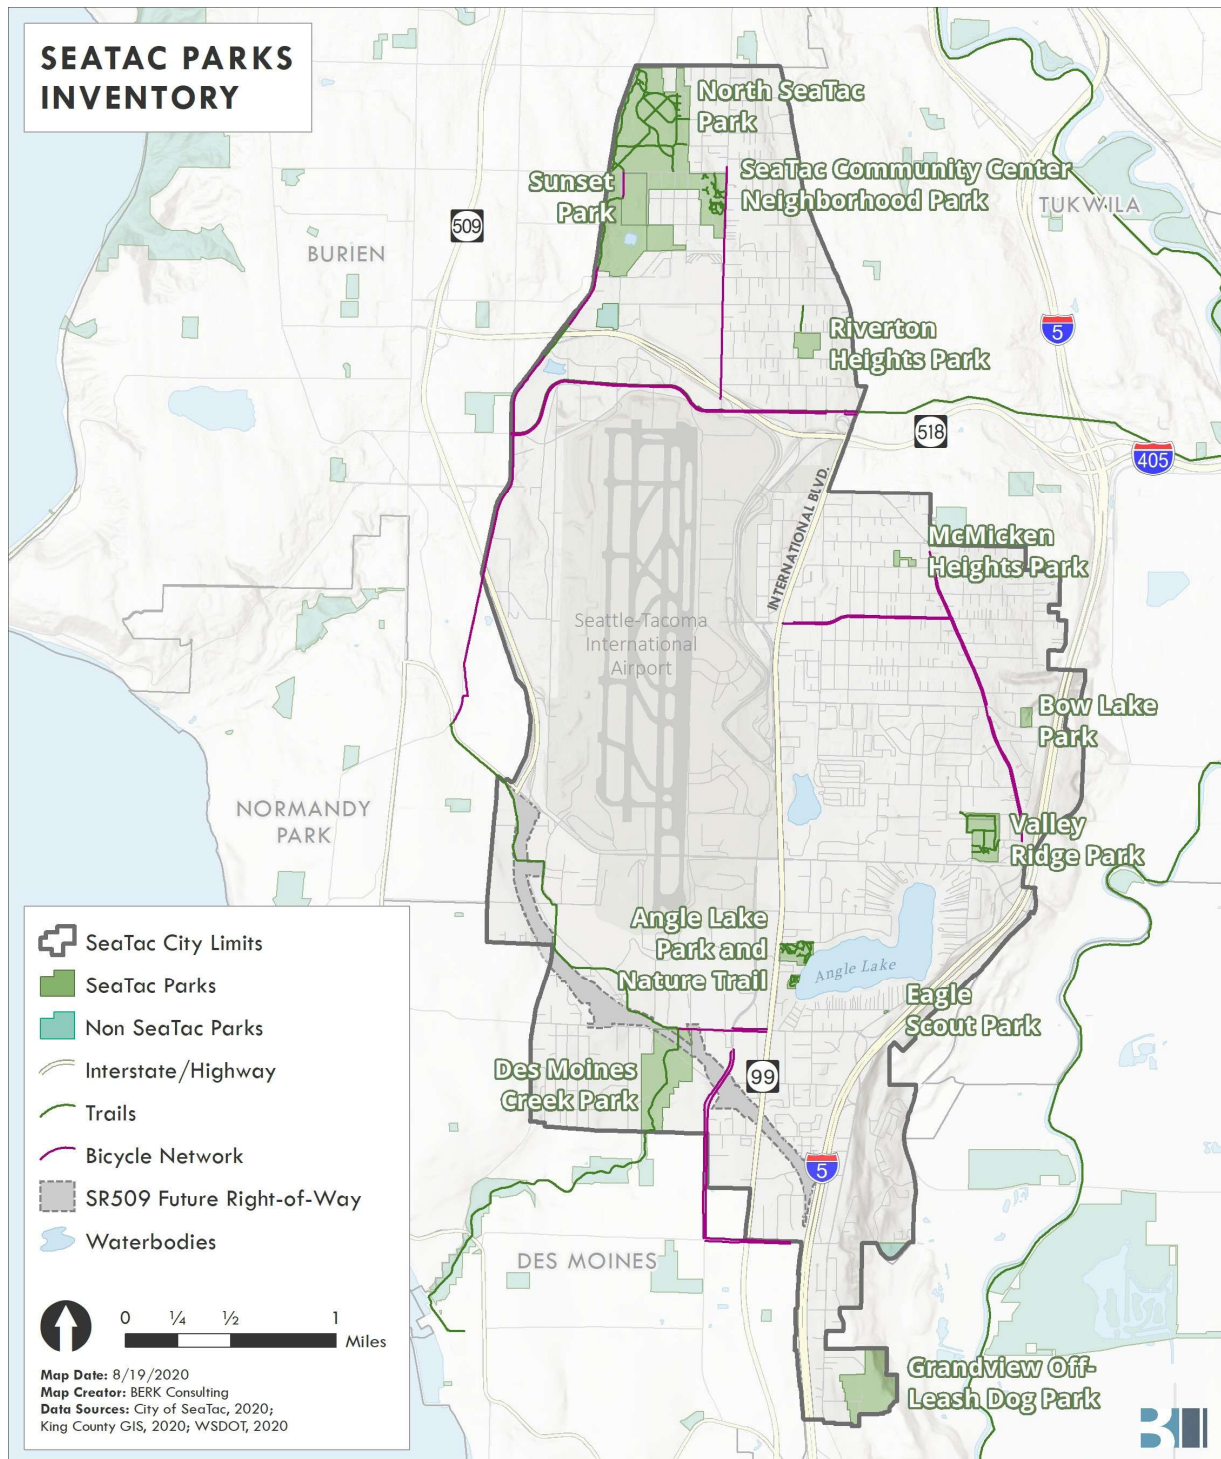 SEATAC PARKS
INVENTORY
North SeaTac
Park
Sunset
Park
SeaTac Community Center
Neighborhood Park
TUKWILA
509
BURIEN
5
Riverton
Heights Park
518
405
INTERNATIONAL BLVD.
McMicken
Heights Park
Seattle-Tacoma
International
Airport
Bow Lake
Park
NORMANDY
PARK
Valley
Ridge Park
Angle Lake
Park and
Nature Trail
Angle Lake
Eagle
Scout Park
Des Moines
Creek Park
99
5
DES MOINES
Grandview Off-
Leash Dog Park
SeaTac City Limits
SeaTac Parks
Non SeaTac Parks
Interstate/Highway
Trails
Bicycle Network
SR509 Future Right-of-Way
Waterbodies
0 ¼ ½ 1
Miles
Map Date: 8/19/2020
Map Creator: BERK Consulting
Data Sources: City of SeaTac, 2020;
King County GIS, 2020; WSDOT, 2020